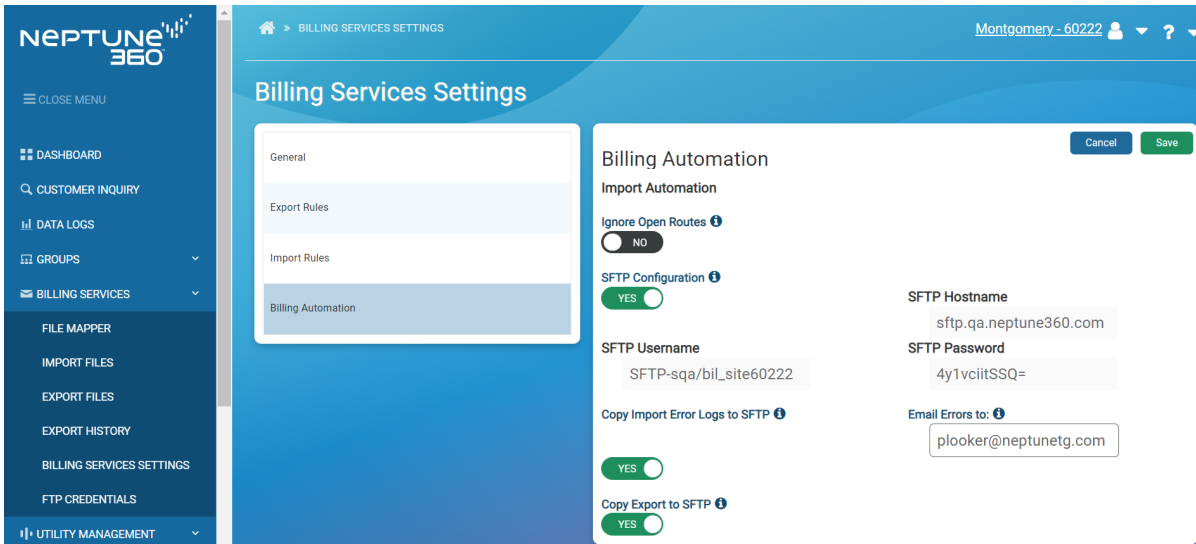 NEPTUNE
360
CLOSE MENU
DASHBOARD
CUSTOMER INQUIRY
DATA LOGS
GROUPS
BILLING SERVICES
FILE MAPPER
IMPORT FILES
EXPORT FILES
EXPORT HISTORY
BILLING SERVICES SETTINGS
FTP CREDENTIALS
UTILITY MANAGEMENT
» BILLING SERVICES SETTINGS
Montgomery - 60222 ?
Billing Services Settings
General
Export Rules
Import Rules
Billing Automation
Cancel Save
Billing Automation
Import Automation
Ignore Open Routes
NO
SFTP Configuration
YES
SFTP Hostname
sftp.qa.neptune360.com
SFTP Username SFTP Password
SFTP-sqa/bil_site60222 4y1vciitSSQ=
Copy Import Error Logs to SFTP Email Errors to:
plooker@neptunetg.com
YES
Copy Export to SFTP
YES